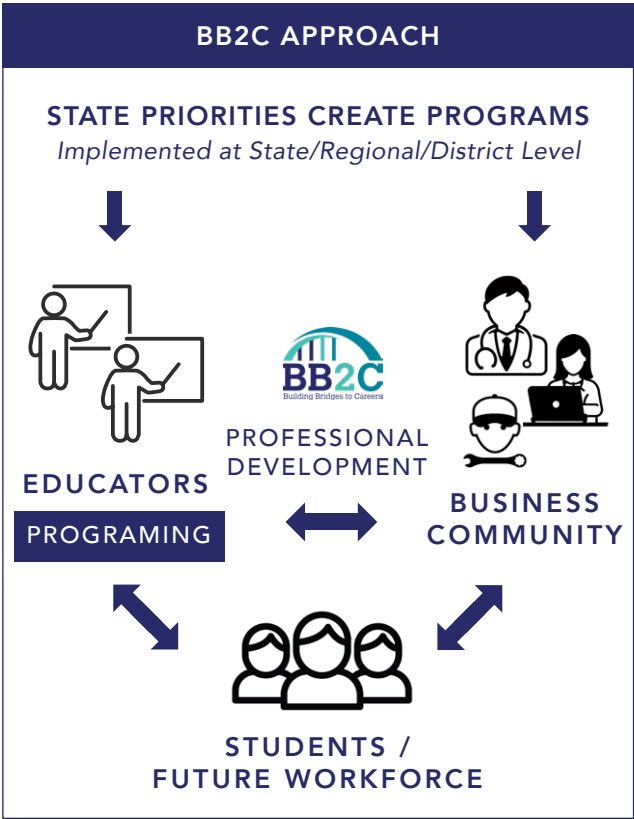 BB2C APPROACH
STATE PRIORITIES CREATE PROGRAMS
Implemented at State/Regional/District Level
BB2C
Building Bridges to Careers
PROFESSIONAL
DEVELOPMENT
EDUCATORS
PROGRAMING
BUSINESS
COMMUNITY
STUDENTS /
FUTURE WORKFORCE